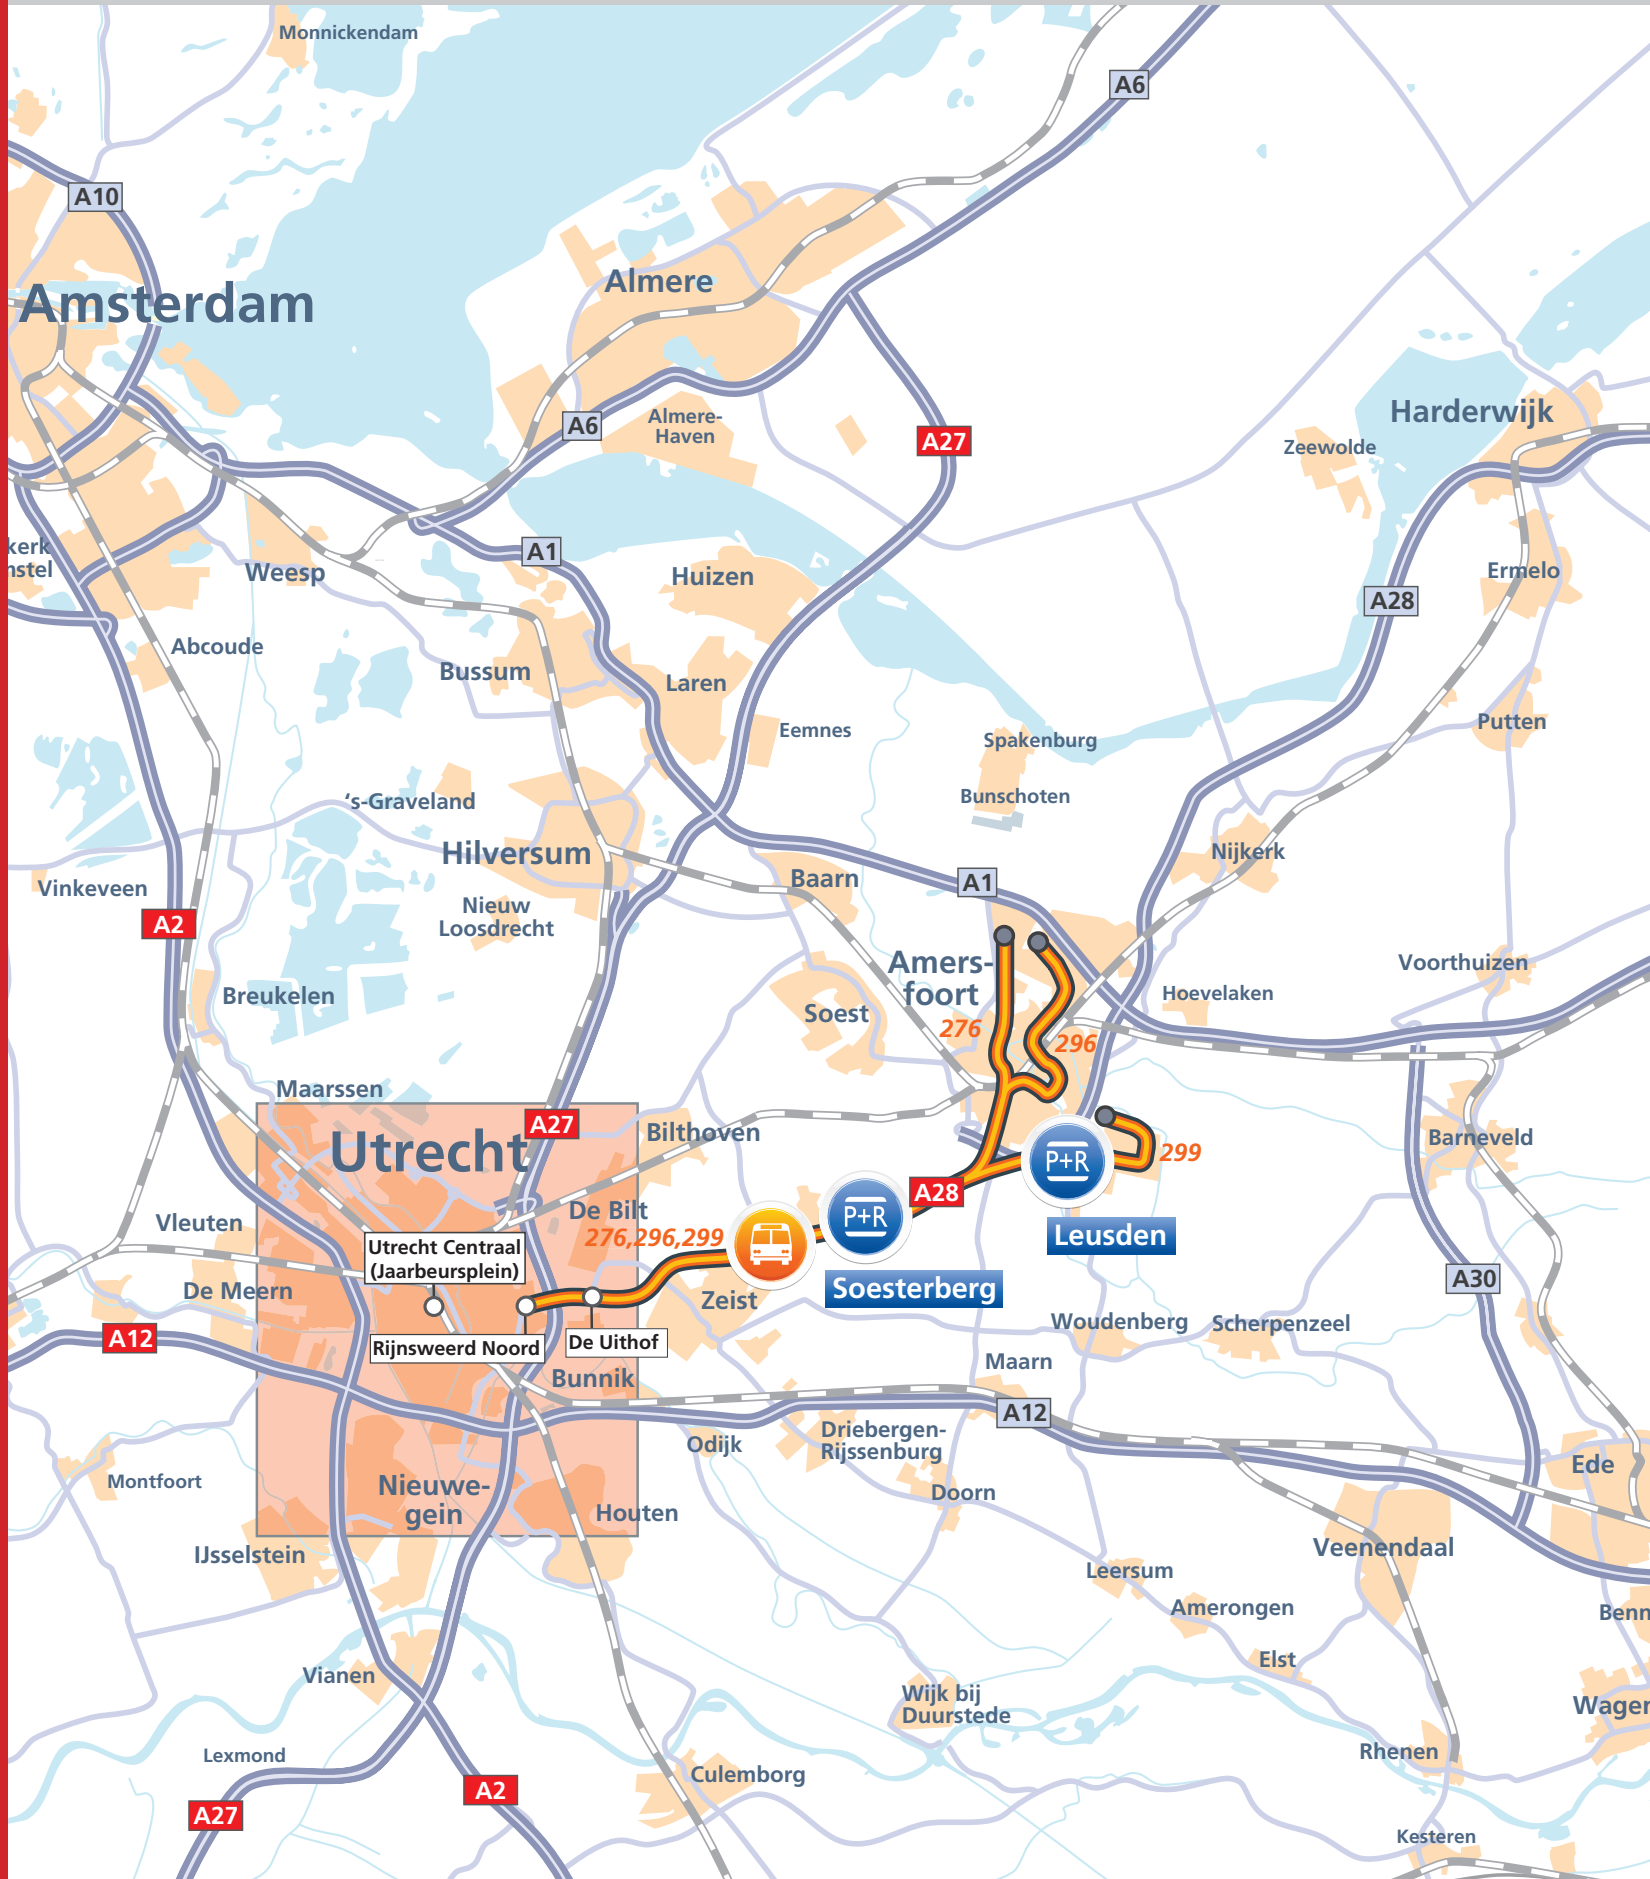 Monnickendam
A6
A10
Amsterdam
Almere
Almere-
Haven
A6
A27
Harderwijk
Zeewolde
kerk
nstel
Weesp
A1
Huizen
Ermelo
A28
Abcoude
Bussum
Laren
Eemnes
Spakenburg
Putten
Bunschoten
‘s-Graveland
Hilversum
Nijkerk
Vinkeveen
Baarn
A1
Nieuw
Loosdrecht
A2
Amers-
foort
Voorthuizen
Breukelen
Soest
Hoevelaken
276
296
Maarssen
A27
Utrecht
Bilthoven
Barneveld
P+R
299
A28
P+R
De Bilt
Vleuten
276,296,299
Leusden
Utrecht Centraal
(Jaarbeursplein)
Soesterberg
A30
De Meern
Zeist
A12
Rijnsweerd Noord
De Uithof
Woudenberg
Scherpenzeel
Maarn
Bunnik
A12
Odijk
Driebergen-
Rijssenburg
Ede
Montfoort
Nieuwe-
gein
Doorn
Houten
Veenendaal
IJsselstein
Leersum
Amerongen
Benn
Elst
Vianen
Wijk bij
Duurstede
Wager
Lexmond
Rhenen
Culemborg
A2
A27
Kesteren